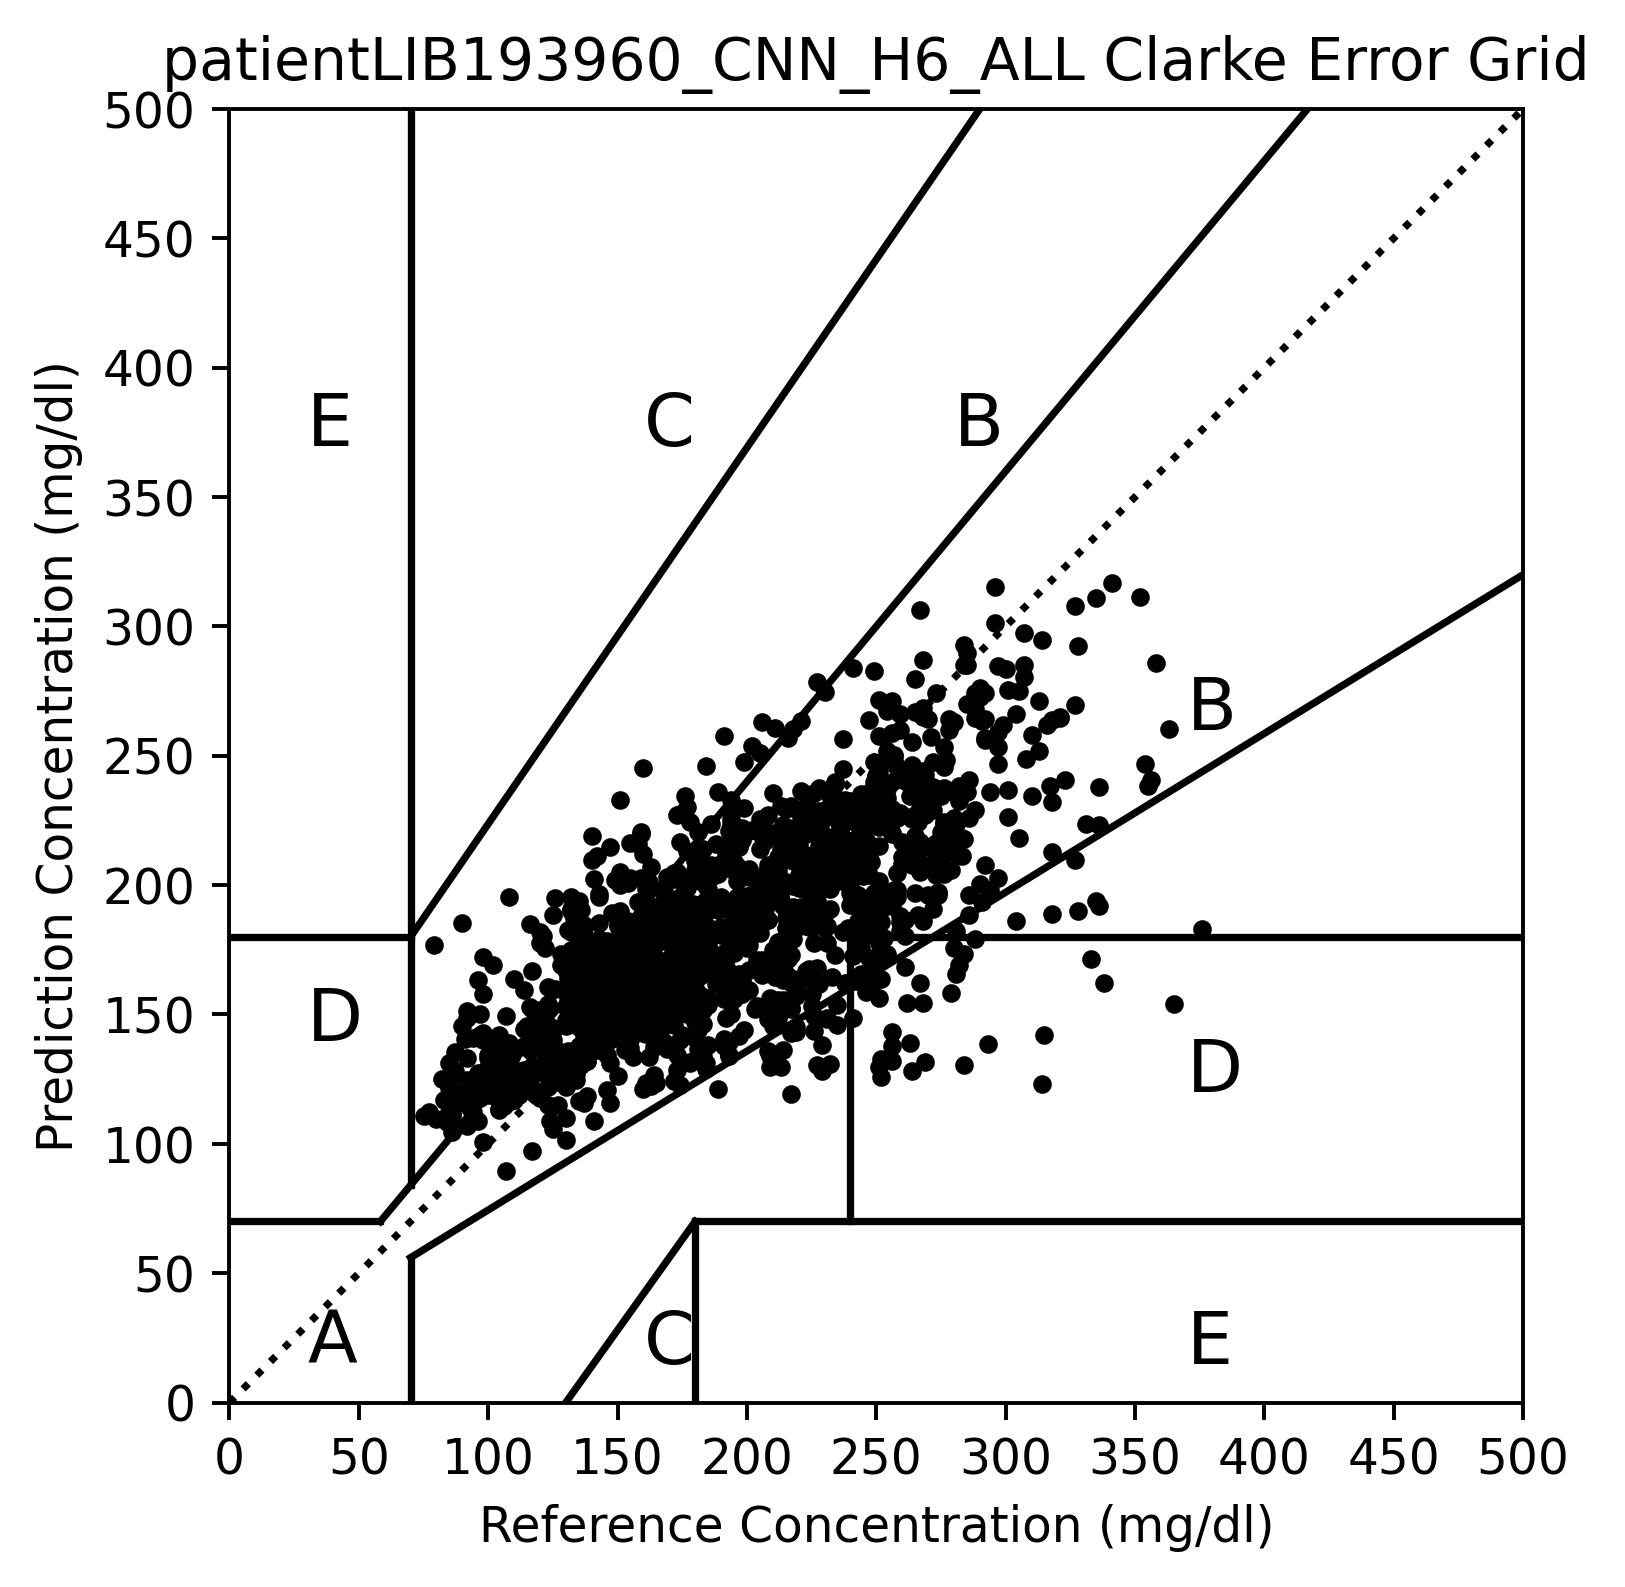 patientLIB193960_CNN_H6_ALL Clarke Error Grid
500
450
400
350
300
250
200
150
100
50
0
Prediction Concentration (mg/dl)
E
C
B
B
D
D
A
C
E
0 50 100 150 200 250 300 350 400 450 500
Reference Concentration (mg/dl)